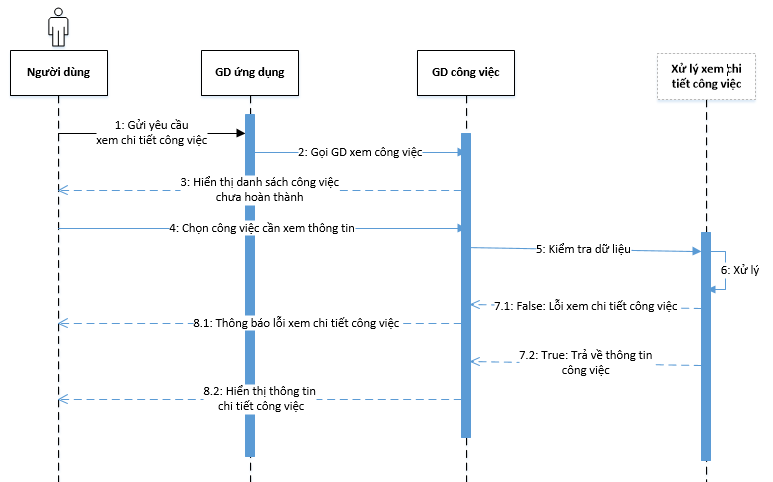 Người dùng
GD ứng dụng
GD công việc
Xử lý xem chi
tiết công việc
1: Gửi yêu cầu
xem chi tiết công việc
2: Gọi GD xem công việc
3: Hiển thị danh sách công việc
chưa hoàn thành
4: Chọn công việc cần xem thông tin
5: Kiểm tra dữ liệu
6: Xử lý
7.1: False: Lỗi xem chi tiết công việc
8.1: Thông báo lỗi xem chi tiết công việc
7.2: True: Trả về thông tin
công việc
8.2: Hiển thị thông tin
chi tiết công việc